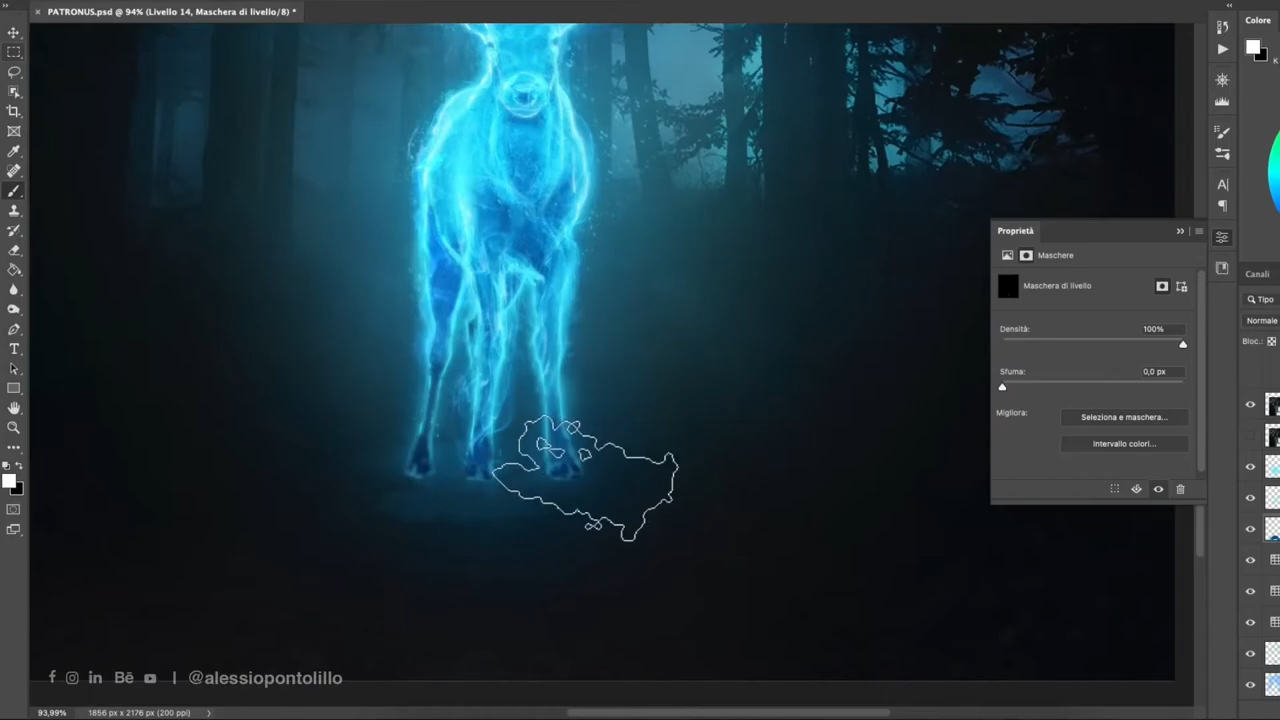 PATRONUS.psd @ 94% (Livello 14, Maschera di livello/8) *
Colore
K
Proprietà
Maschere
Maschera di livello
Densità: 100%
Sfuma: 0,0 px
Migliora: Seleziona e maschera...
Intervallo colori...
Canali
Tipo
Normale
Bloc.:
@alessiopontolillo
93,99% 1856 px x 2176 px (200 ppi)